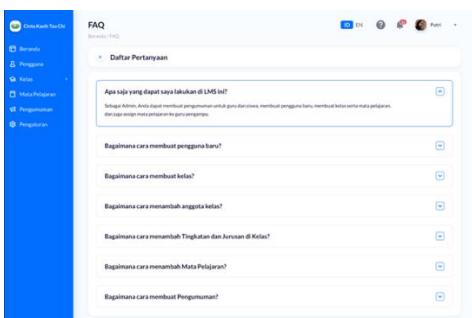 Cinta Kasih Tzu Chi
FAQ
Beranda / FAQ
ID EN
Putri
Beranda
Pengguna
Kelas
Mata Pelajaran
Pengumuman
Pengaturan
Daftar Pertanyaan
Apa saja yang dapat saya lakukan di LMS ini?
Sebagai Admin, Anda dapat membuat pengumuman untuk guru dan siswa, membuat pengguna baru, membuat kelas serta mata pelajaran,
dan juga assign mata pelajaran ke guru pengampu.
Bagaimana cara membuat pengguna baru?
Bagaimana cara membuat kelas?
Bagaimana cara menambah anggota kelas?
Bagaimana cara menambah Tingkatan dan Jurusan di Kelas?
Bagaimana cara menambah Mata Pelajaran?
Bagaimana cara membuat Pengumuman?